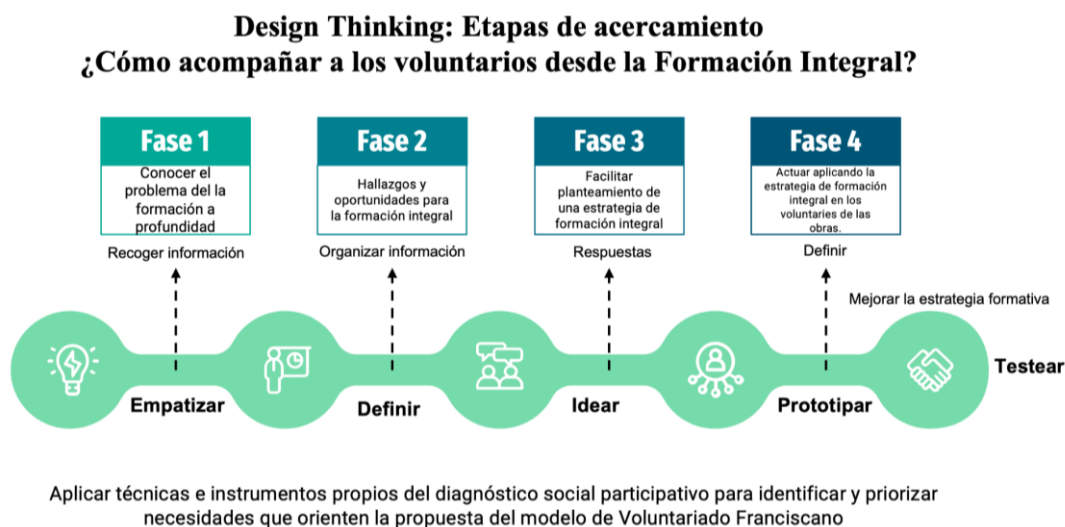 Design Thinking: Etapas de acercamiento
¿Cómo acompañar a los voluntarios desde la Formación Integral?
Fase 1
Conocer el
problema del la
formación a
profundidad
Recoger información
Fase 2
Hallazgos y
oportunidades para
la formación integral
Organizar información
Fase 3
Facilitar
planteamiento de
una estrategia de
formación integral
Respuestas
Fase 4
Actuar aplicando la
estrategia de formación
integral en los
voluntaries de las
obras.
Definir
Mejorar la estrategia formativa
Empatizar
Definir
Idear
Prototipar
Testear
Aplicar técnicas e instrumentos propios del diagnóstico social participativo para identificar y priorizar
necesidades que orienten la propuesta del modelo de Voluntariado Franciscano